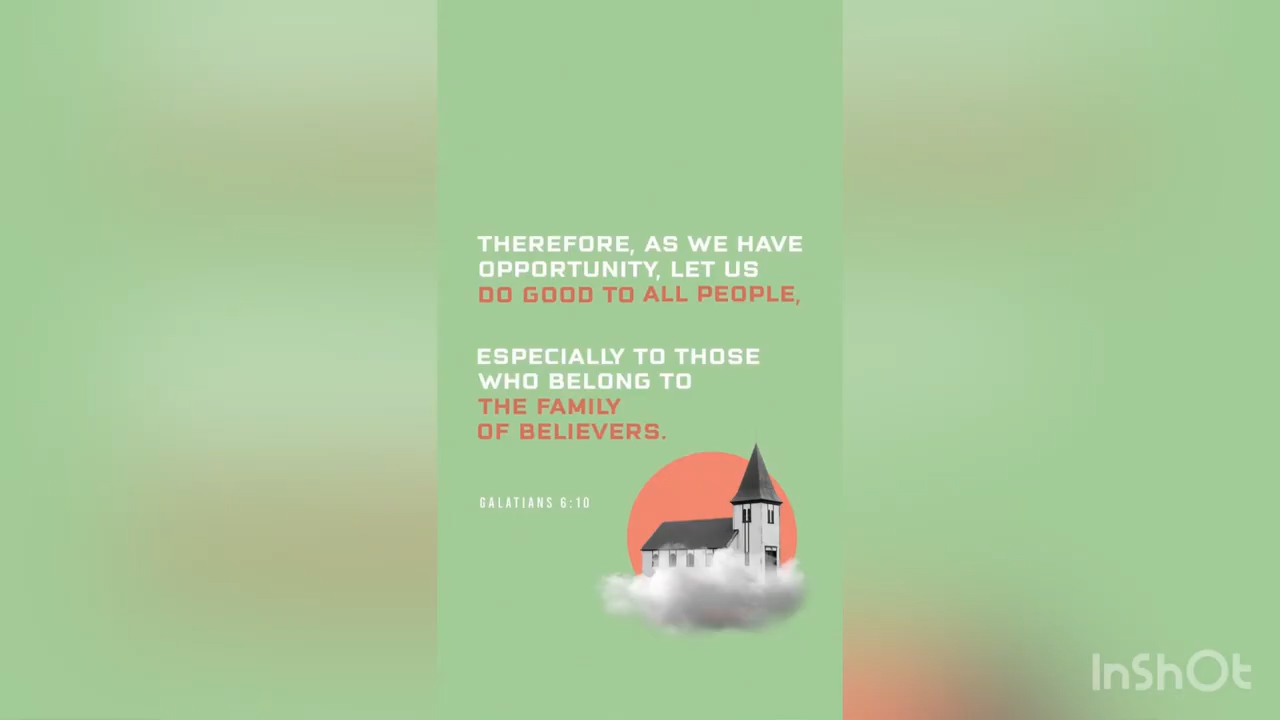 THEREFORE, AS WE HAVE
OPPORTUNITY, LET US
DO GOOD TO ALL PEOPLE,
ESPECIALLY TO THOSE
WHO BELONG TO
THE FAMILY
OF BELIEVERS.
GALATIANS 6:10
InShOt